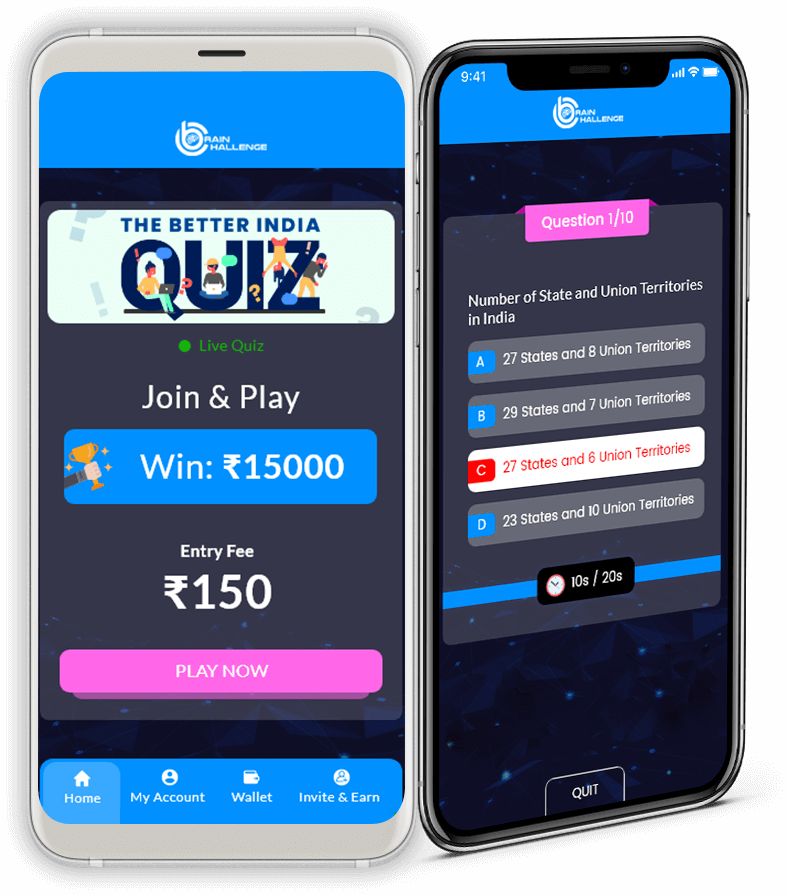 BRAIN
CHALLENGE
THE BETTER INDIA
QUIZ
Live Quiz
Join & Play
Win: ₹15000
Entry Fee
₹150
PLAY NOW
Home
My Account
Wallet
Invite & Earn
9:41
BRAIN
CHALLENGE
Question 1/10
Number of State and Union Territories
in India
A 27 States and 8 Union Territories
B 29 States and 7 Union Territories
C 27 States and 6 Union Territories
D 23 States and 10 Union Territories
10s / 20s
QUIT